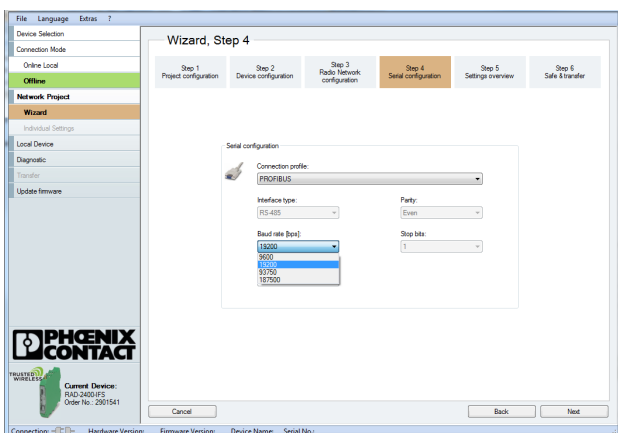 File Language Extras ?
Device Selection
Connection Mode
Online Local
Offline
Network Project
Wizard
Individual Settings
Local Device
Diagnostic
Transfer
Update firmware
PHŒNIX
CONTACT
TRUSTED
WIRELESS
Current Device:
RAD-2400-IFS
Order No.: 2901541
Wizard, Step 4
Step 1
Project configuration
Step 2
Device configuration
Step 3
Radio Network
configuration
Step 4
Serial configuration
Step 5
Settings overview
Step 6
Safe & transfer
Serial configuration
Connection profile:
PROFIBUS
Interface type:
RS-485
Parity:
Even
Baud rate [bps]:
19200
9600
19200
93750
187500
Stop bits:
1
Cancel
Back
Next
Connection: Hardware Version: Firmware Version: Device Name: Serial No.: